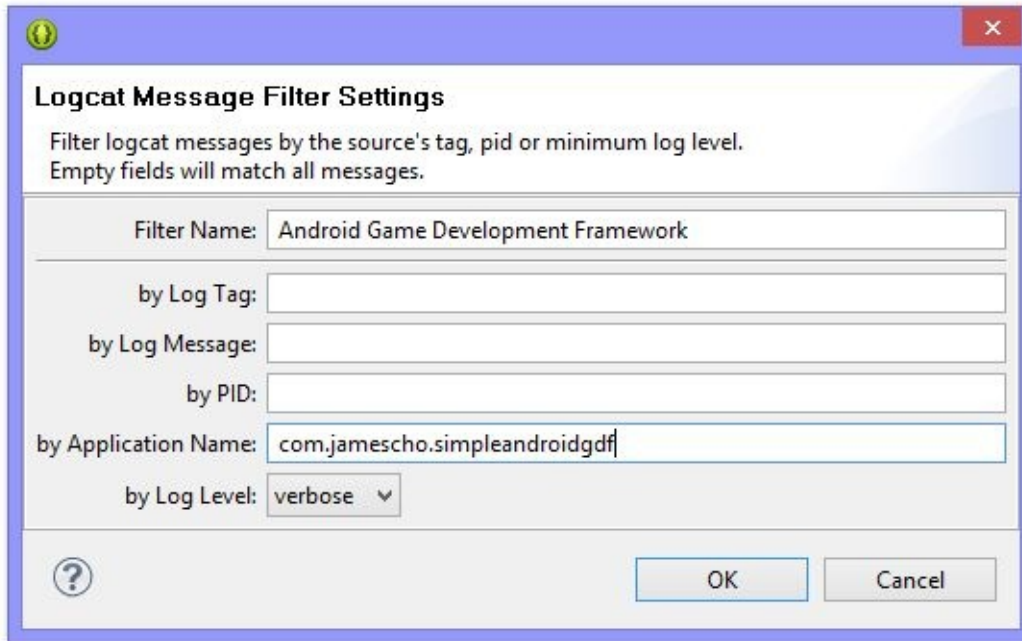 Logcat Message Filter Settings
Filter logcat messages by the source's tag, pid or minimum log level.
Empty fields will match all messages.
Filter Name: Android Game Development Framework
by Log Tag:
by Log Message:
by PID:
by Application Name: com.jamescho.simpleandroidgdf
by Log Level: verbose
OK Cancel